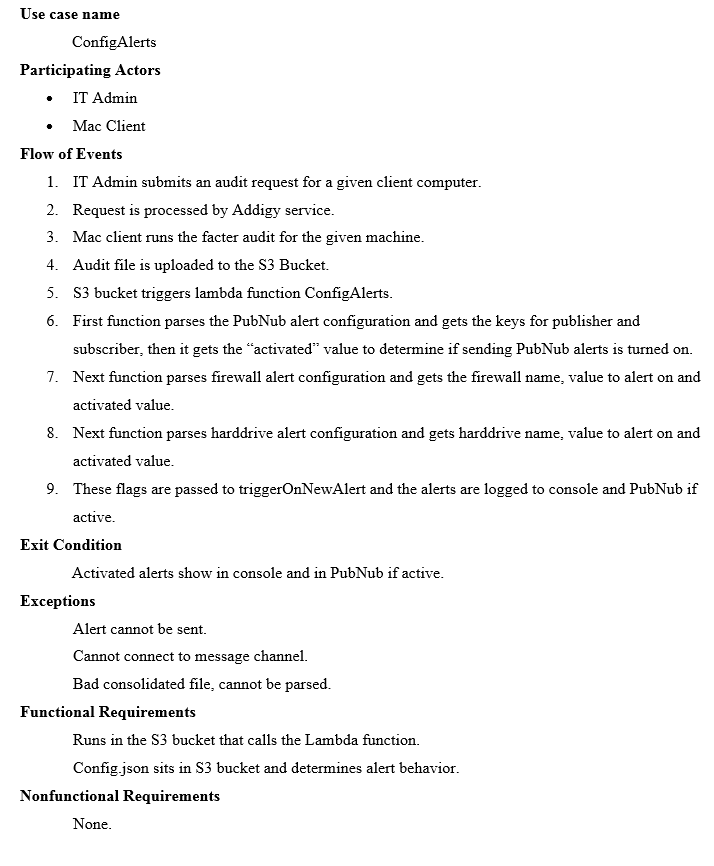 Use case name
ConfigAlerts
Participating Actors
• IT Admin
• Mac Client
Flow of Events
1. IT Admin submits an audit request for a given client computer.
2. Request is processed by Addigy service.
3. Mac client runs the facter audit for the given machine.
4. Audit file is uploaded to the S3 Bucket.
5. S3 bucket triggers lambda function ConfigAlerts.
6. First function parses the PubNub alert configuration and gets the keys for publisher and
subscriber, then it gets the “activated” value to determine if sending PubNub alerts is turned on.
7. Next function parses firewall alert configuration and gets the firewall name, value to alert on and
activated value.
8. Next function parses harddrive alert configuration and gets harddrive name, value to alert on and
activated value.
9. These flags are passed to triggerOnNewAlert and the alerts are logged to console and PubNub if
active.
Exit Condition
Activated alerts show in console and in PubNub if active.
Exceptions
Alert cannot be sent.
Cannot connect to message channel.
Bad consolidated file, cannot be parsed.
Functional Requirements
Runs in the S3 bucket that calls the Lambda function.
Config.json sits in S3 bucket and determines alert behavior.
Nonfunctional Requirements
None.